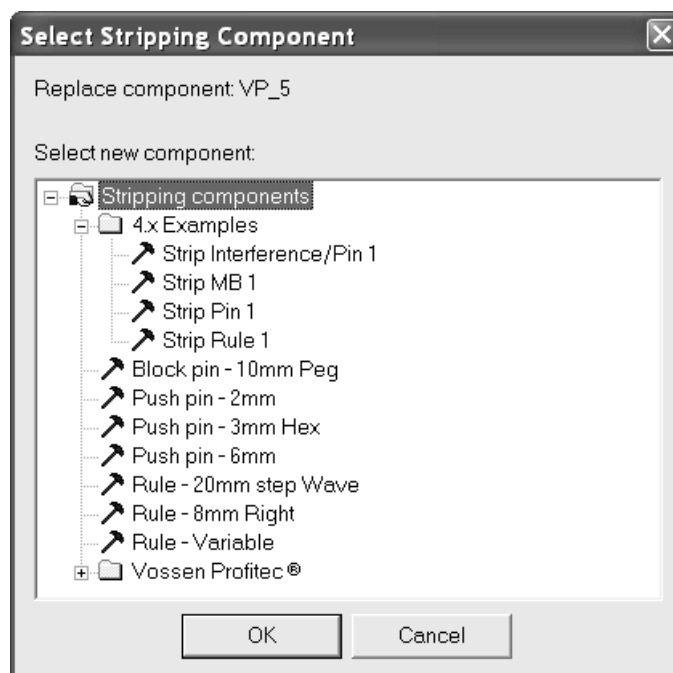 Select Stripping Component
Replace component: VP_5
Select new component:
Stripping components
4.x Examples
Strip Interference/Pin 1
Strip MB 1
Strip Pin 1
Strip Rule 1
Block pin - 10mm Peg
Push pin - 2mm
Push pin - 3mm Hex
Push pin - 6mm
Rule - 20mm step Wave
Rule - 8mm Right
Rule - Variable
Vossen Profitec ®
OK Cancel